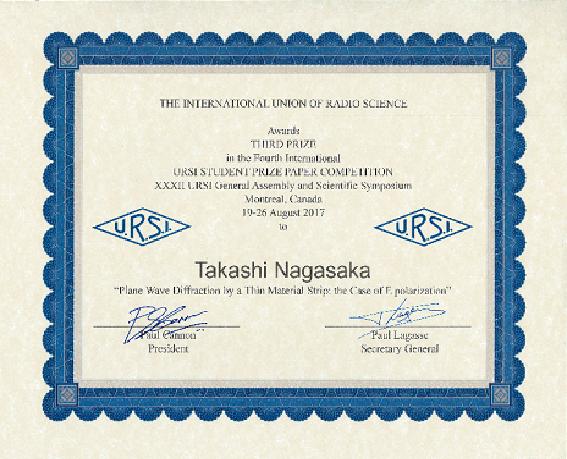 THE INTERNATIONAL UNION OF RADIO SCIENCE
Awards
THIRD PRIZE
in the Fourth International
URSI STUDENT PRIZE PAPER COMPETITION
XXXII URSI General Assembly and Scientific Symposium
Montreal, Canada
19-26 August 2017
to
U.R.S.I.
U.R.S.I.
Takashi Nagasaka
"Plane Wave Diffraction by a Thin Material Strip: the Case of E polarization"
Paul Cannon
Paul Lagasse
President
Secretary General